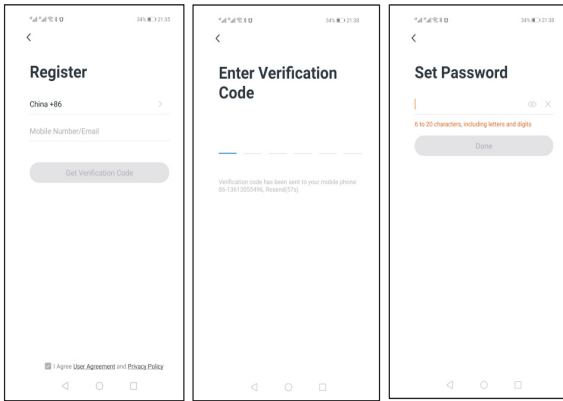 34% 21:35
Register
China +86
Mobile Number/Email
Get Verification Code
I Agree User Agreement and Privacy Policy
34% 21:38
Enter Verification
Code
Verification code has been sent to your mobile phone:
86-13613050496, Resend(57s)
34% 21:38
Set Password
6 to 20 characters, including letters and digits
Done